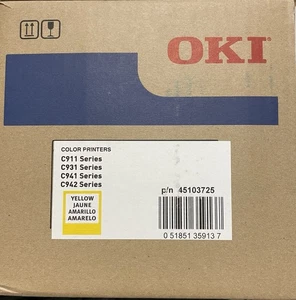 OKI
COLOR PRINTERS
C911 Series
C931 Series
C941 Series
C942 Series
YELLOW
JAUNE
AMARILLO
AMARELO
p/n 45103725
0 51851 35913 7